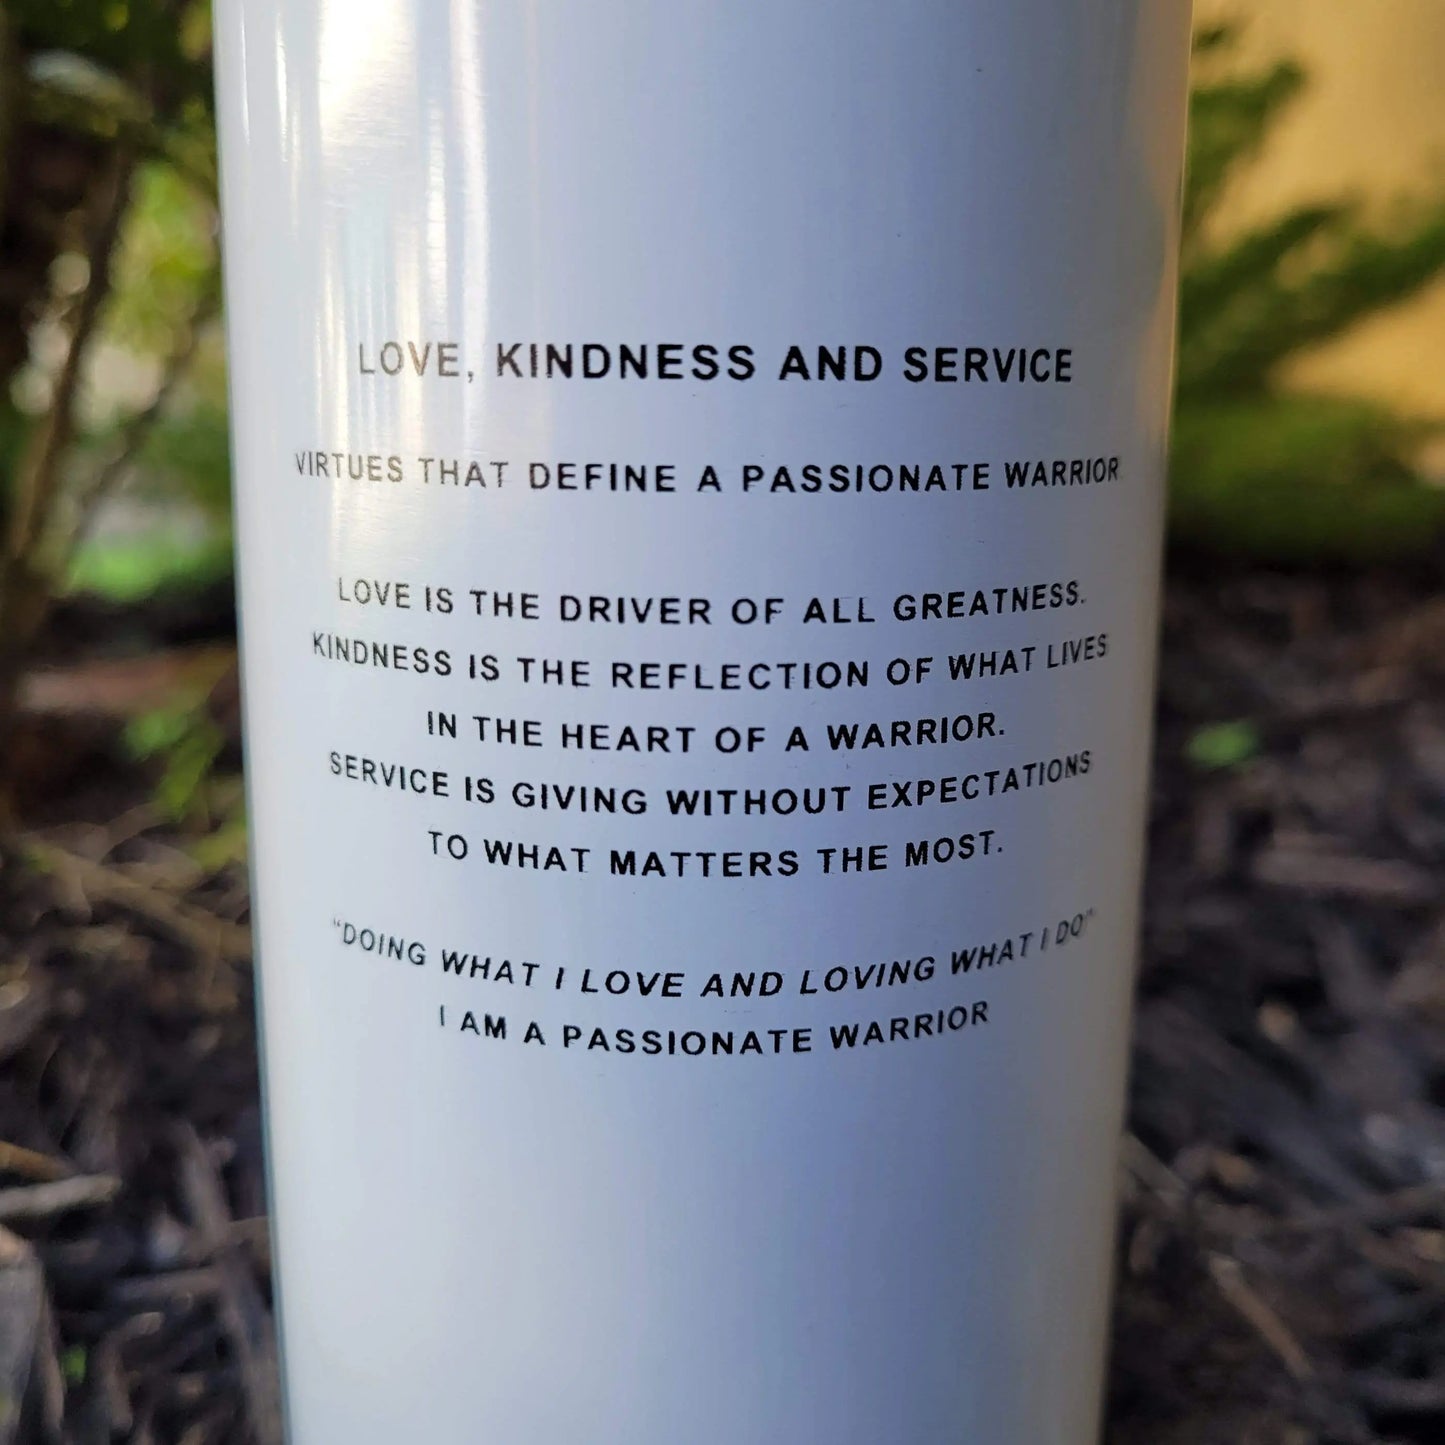 LOVE, KINDNESS AND SERVICE
VIRTUES THAT DEFINE A PASSIONATE WARRIOR
LOVE IS THE DRIVER OF ALL GREATNESS.
KINDNESS IS THE REFLECTION OF WHAT LIVES
IN THE HEART OF A WARRIOR.
SERVICE IS GIVING WITHOUT EXPECTATIONS
TO WHAT MATTERS THE MOST.
"DOING WHAT I LOVE AND LOVING WHAT I DO"
I AM A PASSIONATE WARRIOR